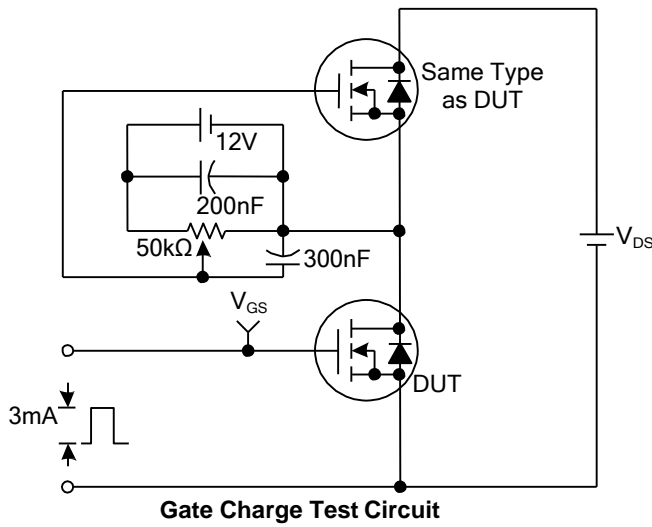 Same Type
as DUT
12V
200nF
50kΩ
300nF
V_DS
V_GS
DUT
3mA
Gate Charge Test Circuit